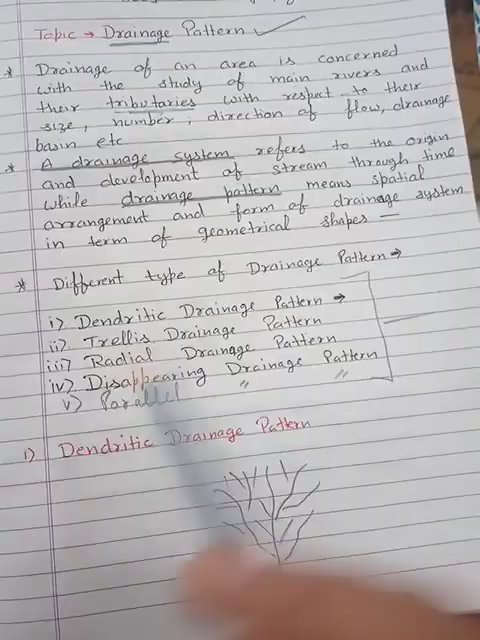 Topic → Drainage Pattern
* Drainage of an area is concerned
with the study of main rivers and
their tributaries with respect to their
size, number, direction of flow, drainage
basin etc
* A drainage system refers to the origin
and development of stream through time
while drainage pattern means spatial
arrangement and form of drainage system
in term of geometrical shapes —
* Different type of Drainage Pattern →
i) Dendritic Drainage Pattern →
ii) Trellis Drainage Pattern
iii) Radial Drainage Pattern
iv) Disappearing Drainage Pattern
v) Parallel " "
1) Dendritic Drainage Pattern